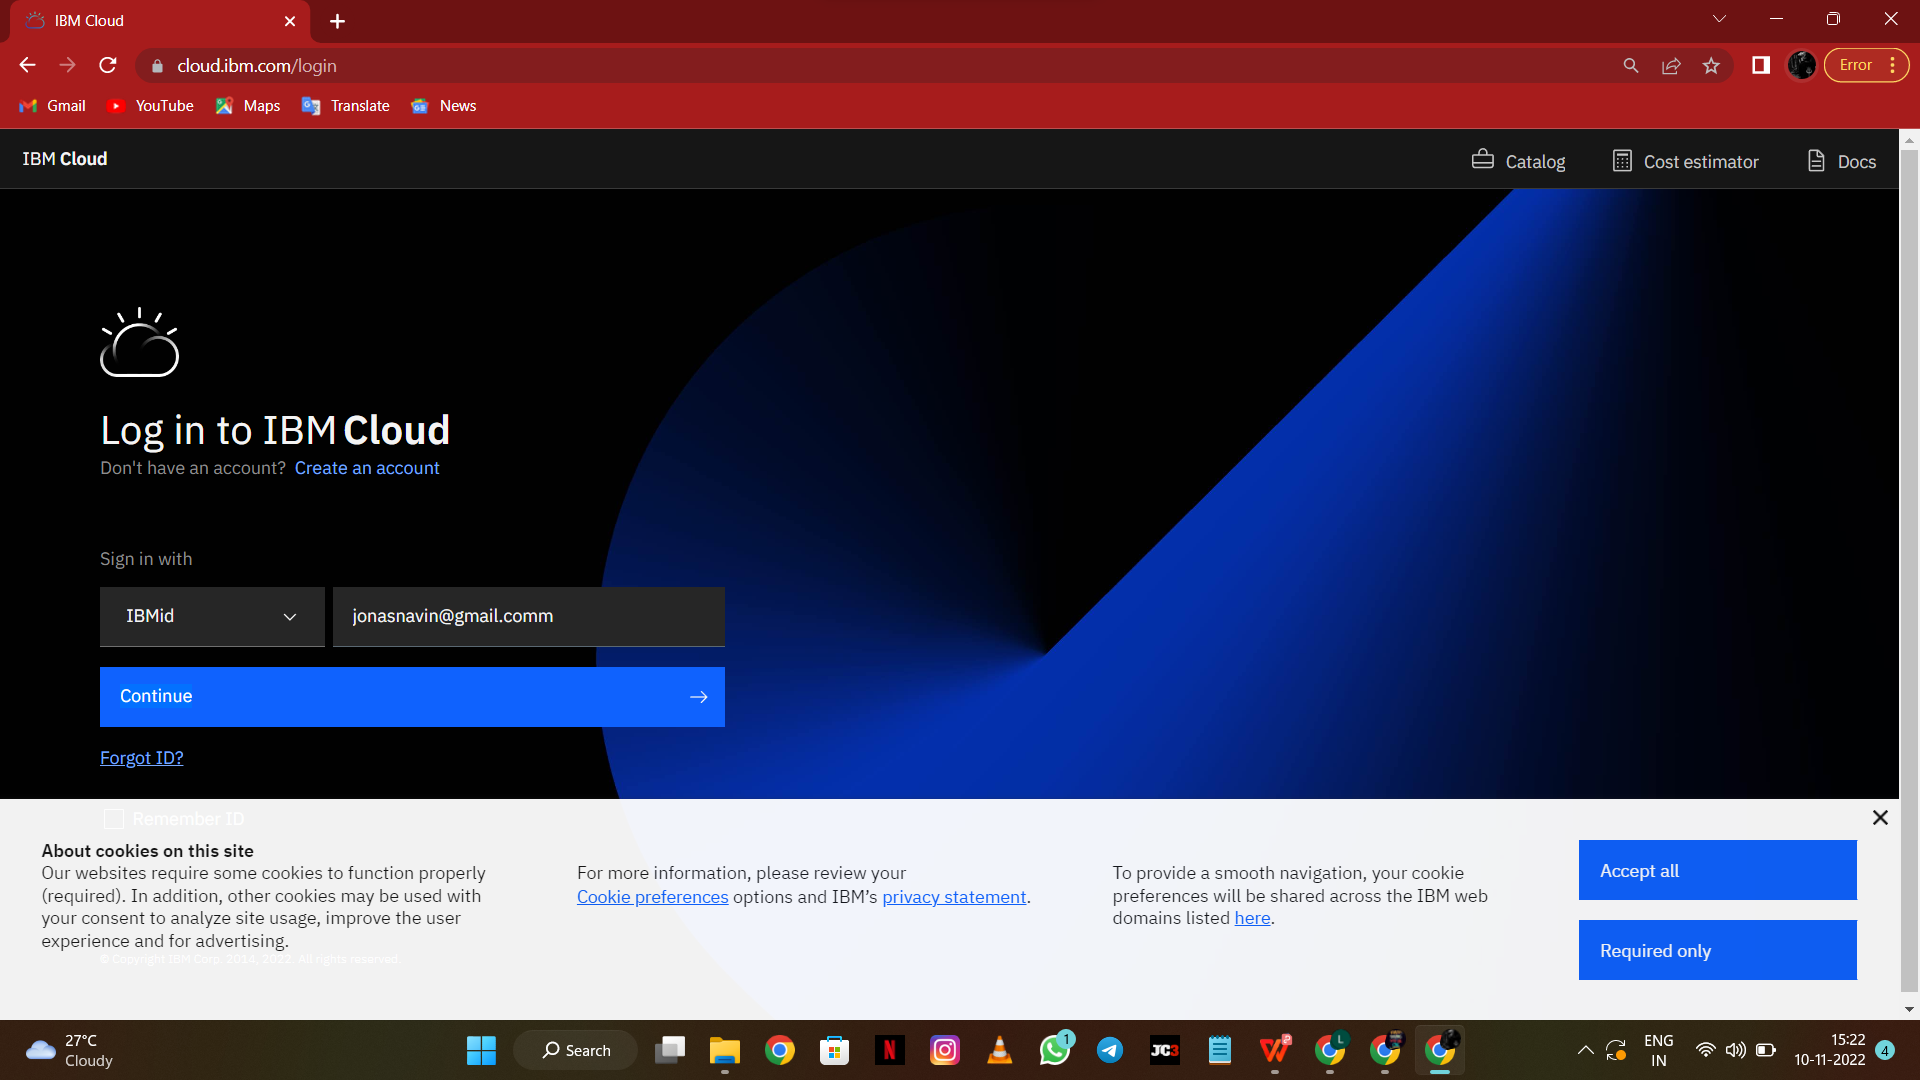 IBM Cloud
cloud.ibm.com/login
Error
Gmail
YouTube
Maps
Translate
News
IBM Cloud
Catalog
Cost estimator
Docs
Log in to IBM Cloud
Don't have an account? Create an account
Sign in with
IBMid
jonasnavin@gmail.comm
Continue
Forgot ID?
Remember ID
About cookies on this site
Our websites require some cookies to function properly
(required). In addition, other cookies may be used with
your consent to analyze site usage, improve the user
experience and for advertising.
© Copyright IBM Corp. 2014, 2022. All rights reserved.
For more information, please review your
Cookie preferences options and IBM's privacy statement.
To provide a smooth navigation, your cookie
preferences will be shared across the IBM web
domains listed here.
Accept all
Required only
27°C
Cloudy
Search
N
1
JC3
L
ENG
IN
15:22
10-11-2022
4